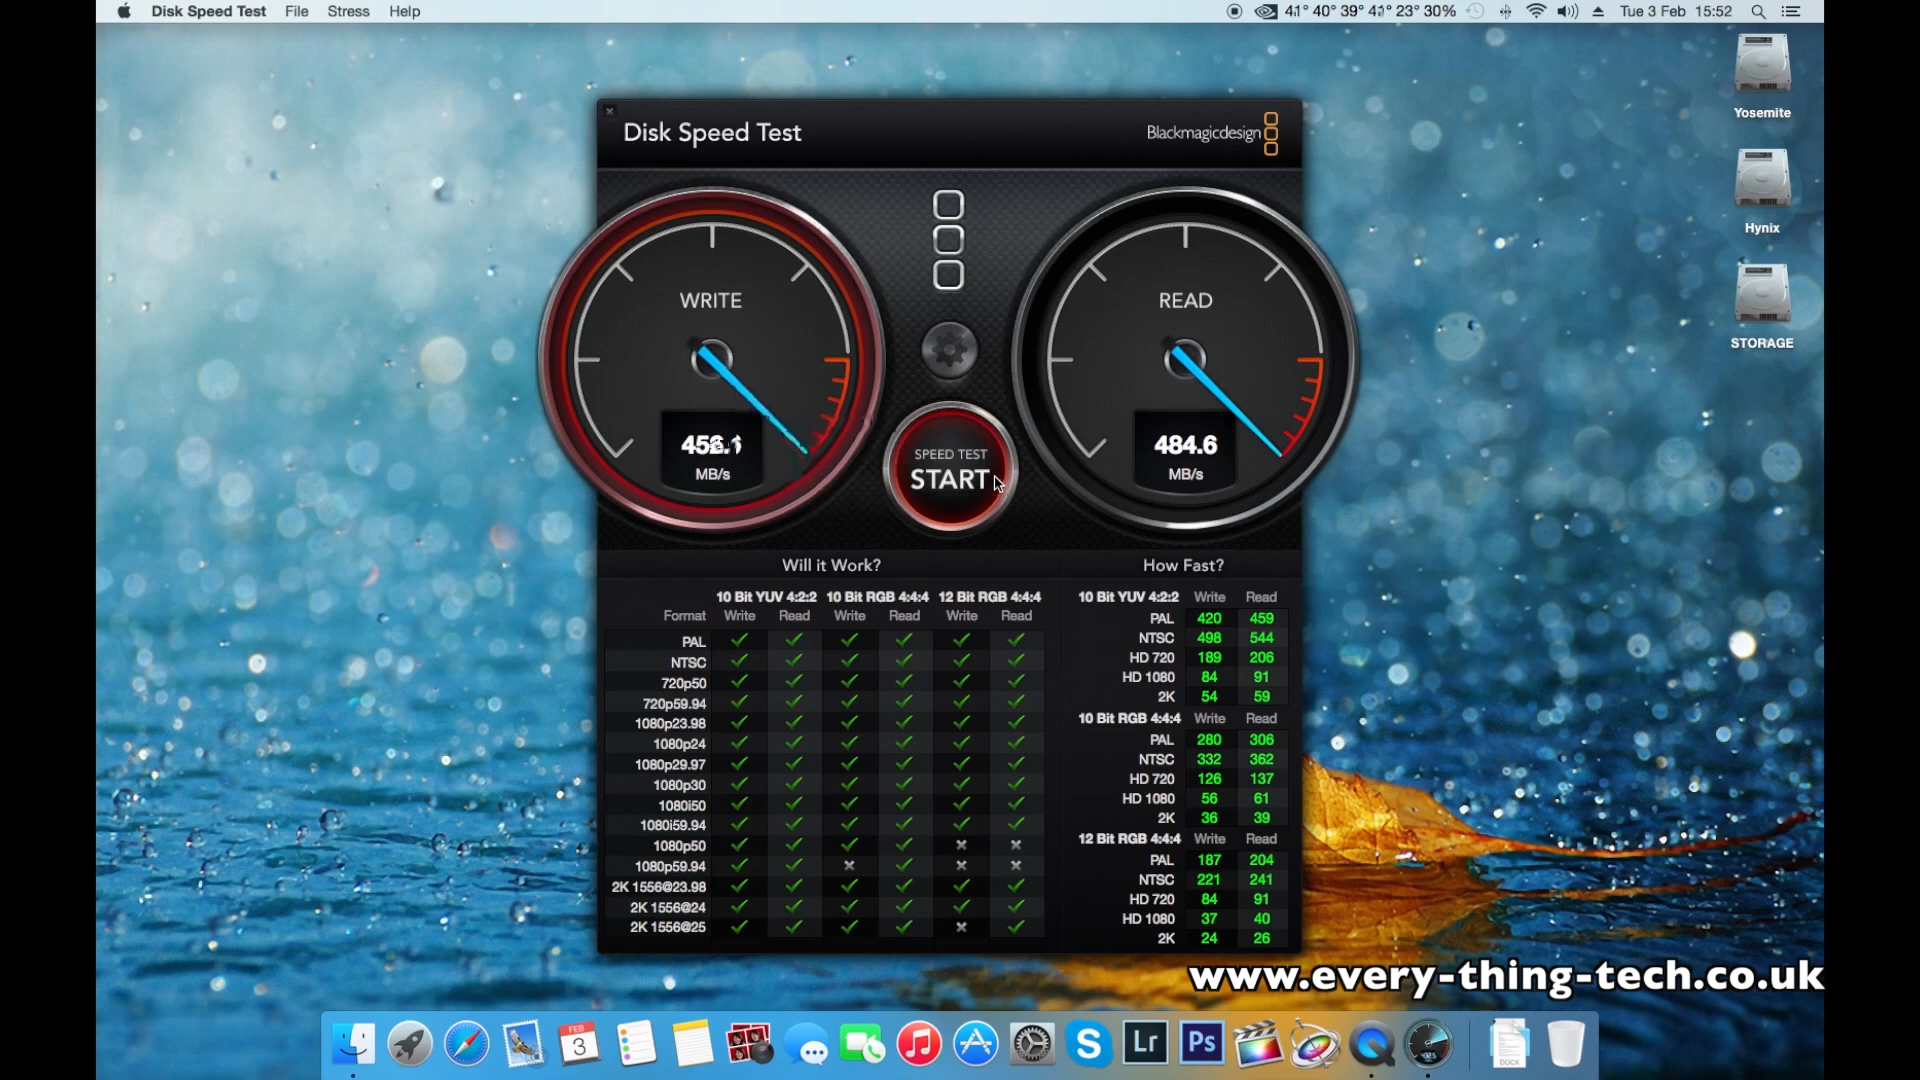 Disk Speed Test File Stress Help
41° 40° 39° 41° 23° 30% Tue 3 Feb 15:52
Yosemite
Hynix
STORAGE
Disk Speed Test
Blackmagicdesign
WRITE
MB/s
READ
484.6
MB/s
SPEED TEST
START
Will it Work?
10 Bit YUV 4:2:2 10 Bit RGB 4:4:4 12 Bit RGB 4:4:4
Format Write Read Write Read Write Read
PAL
NTSC
720p50
720p59.94
1080p23.98
1080p24
1080p29.97
1080p30
1080i50
1080i59.94
1080p50
1080p59.94
2K 1556@23.98
2K 1556@24
2K 1556@25
How Fast?
10 Bit YUV 4:2:2 Write Read
PAL 420 459
NTSC 498 544
HD 720 189 206
HD 1080 84 91
2K 54 59
10 Bit RGB 4:4:4 Write Read
PAL 280 306
NTSC 332 362
HD 720 126 137
HD 1080 56 61
2K 36 39
12 Bit RGB 4:4:4 Write Read
PAL 187 204
NTSC 221 241
HD 720 84 91
HD 1080 37 40
2K 24 26
www.every-thing-tech.co.uk
FEB
3
S
Lr
Ps
DOCX